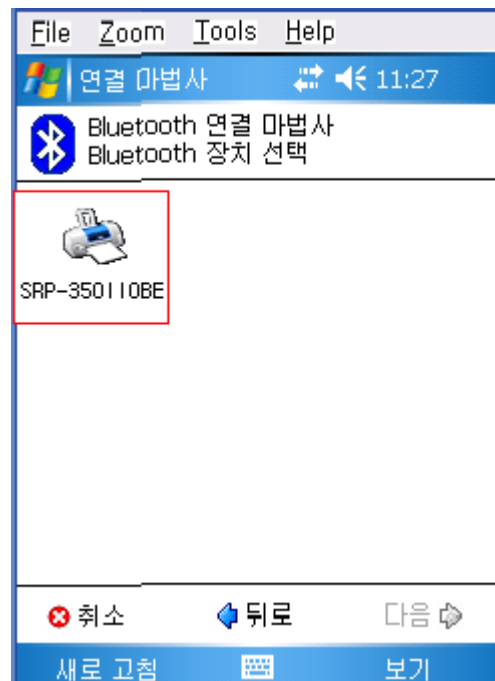 File Zoom Tools Help
연결 마법사 11:27
Bluetooth 연결 마법사
Bluetooth 장치 선택
SRP-350IIOBE
취소 뒤로 다음
새로 고침 보기